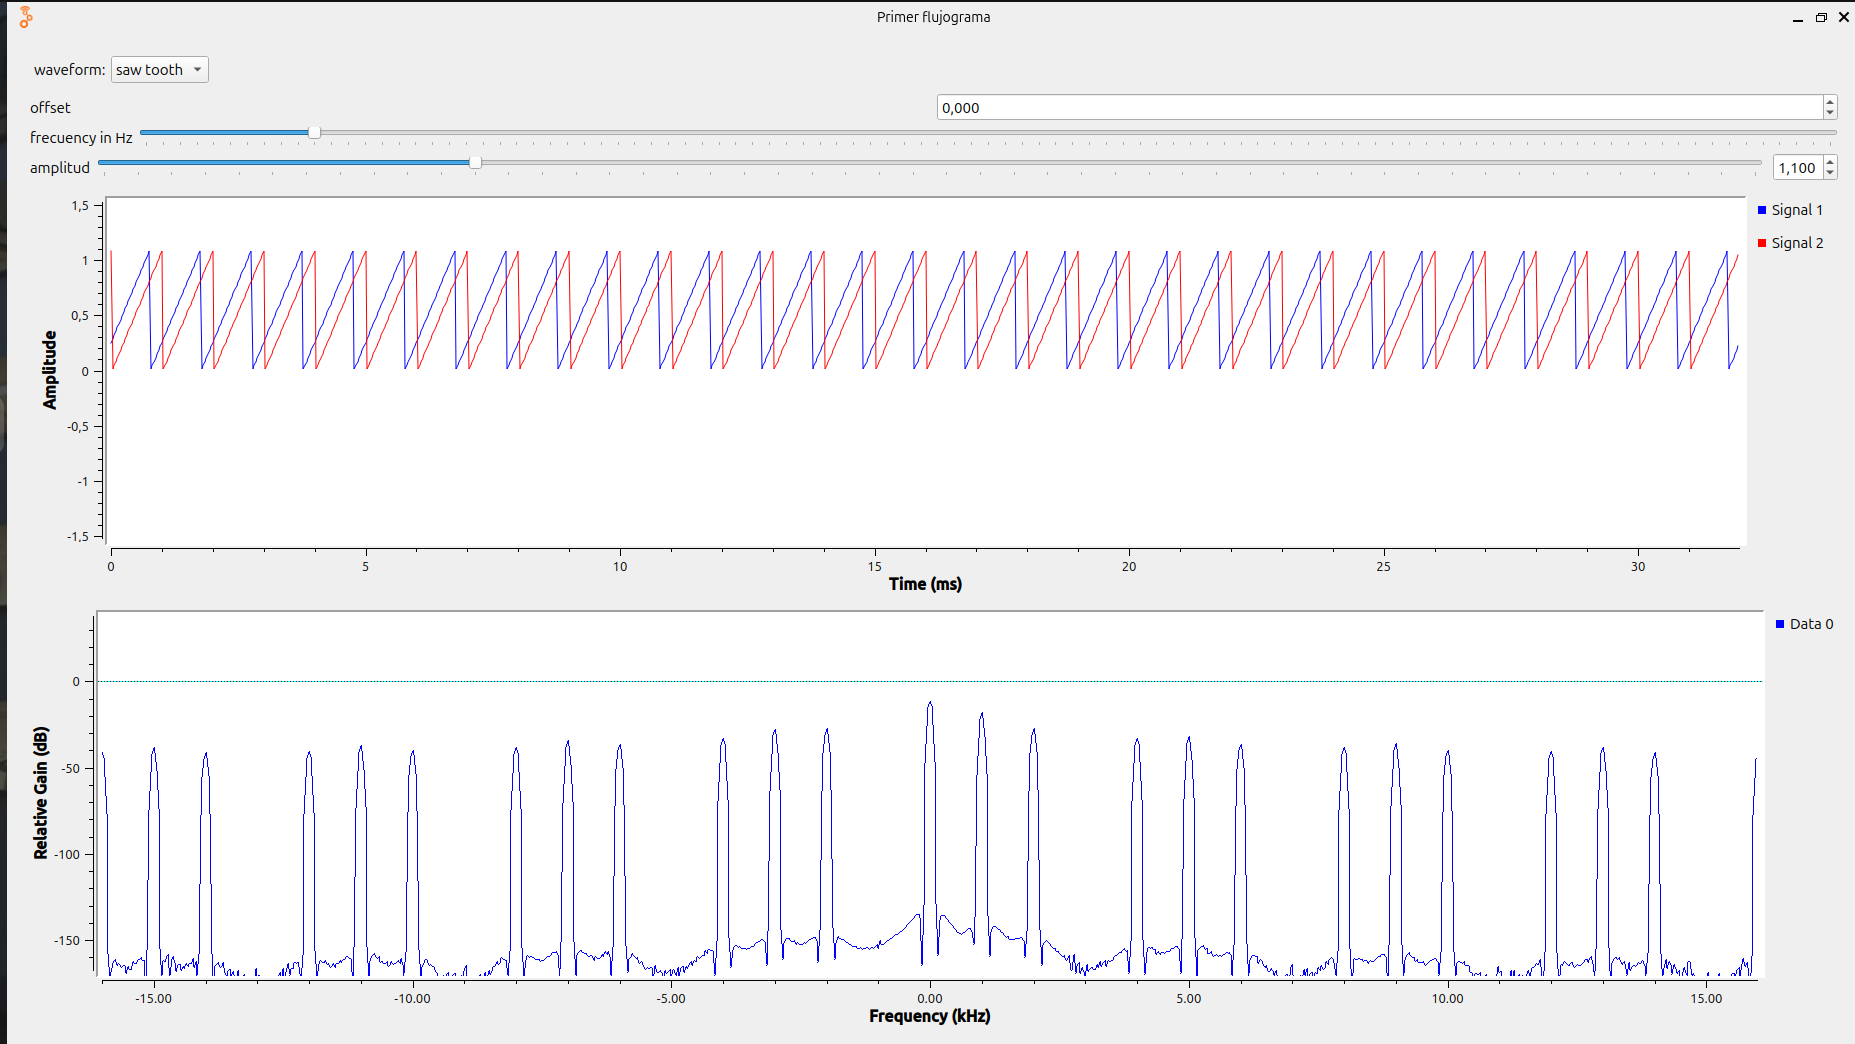 Primer flujograma
waveform: saw tooth
offset 0,000
frecuency in Hz
amplitud 1,100
1,5
1
0,5
0
-0,5
-1
-1,5
Amplitude
Signal 1
Signal 2
0 5 10 15 20 25 30
Time (ms)
0
-50
-100
-150
Relative Gain (dB)
Data 0
-15.00 -10.00 -5.00 0.00 5.00 10.00 15.00
Frequency (kHz)